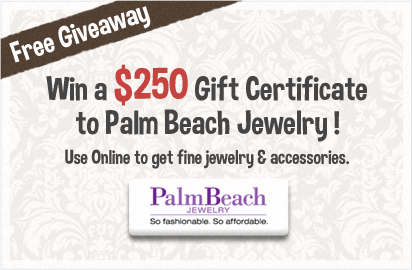 Free Giveaway
Win a $250 Gift Certificate
to Palm Beach Jewelry !
Use Online to get fine jewelry & accessories.
PalmBeach
JEWELRY
So fashionable. So affordable.